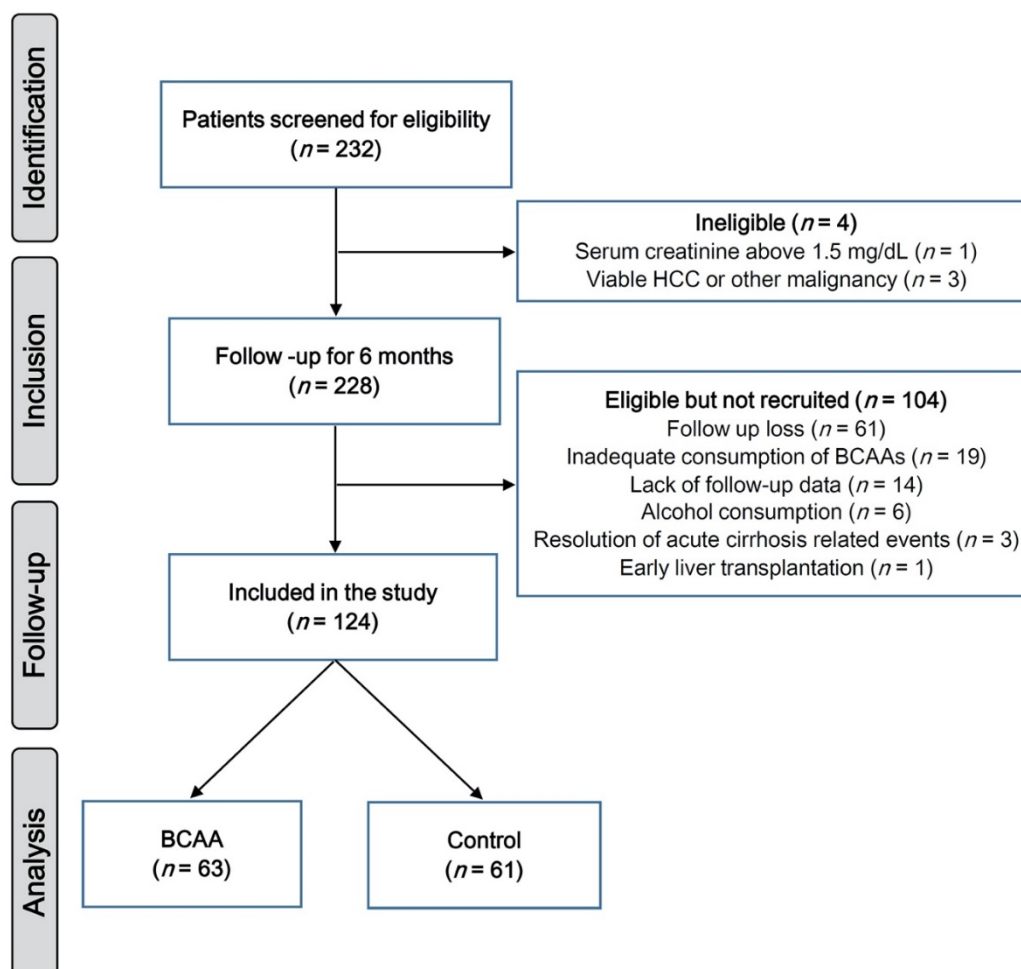 Identification
Patients screened for eligibility
(n = 232)
Ineligible (n = 4)
Serum creatinine above 1.5 mg/dL (n = 1)
Viable HCC or other malignancy (n = 3)
Inclusion
Follow -up for 6 months
(n = 228)
Eligible but not recruited (n = 104)
Follow up loss (n = 61)
Inadequate consumption of BCAAs (n = 19)
Lack of follow-up data (n = 14)
Alcohol consumption (n = 6)
Resolution of acute cirrhosis related events (n = 3)
Early liver transplantation (n = 1)
Follow-up
Included in the study
(n = 124)
Analysis
BCAA
(n = 63)
Control
(n = 61)